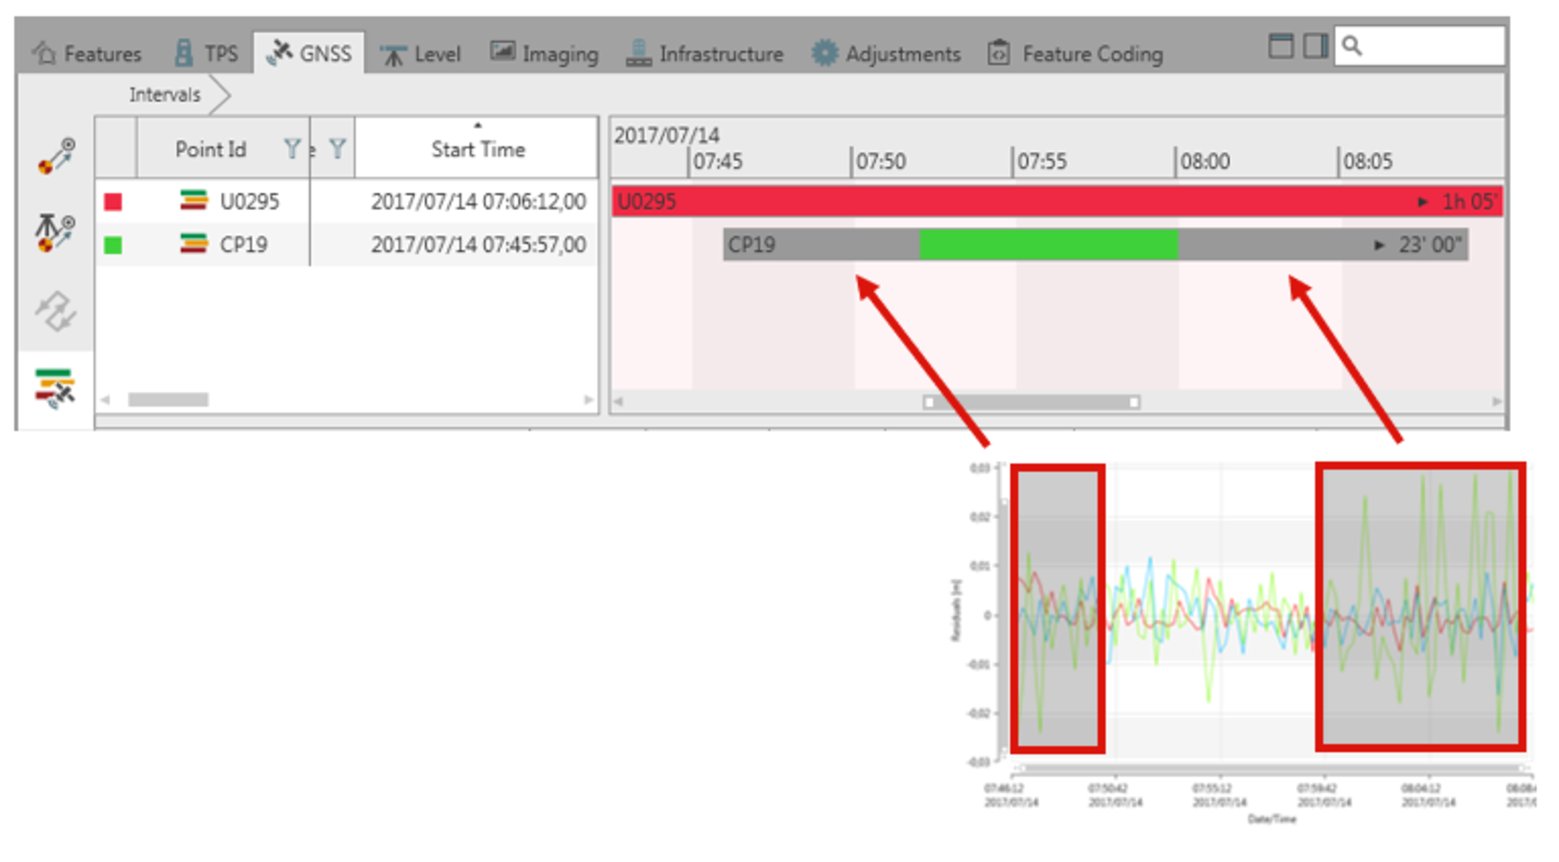 Features TPS GNSS Level Imaging Infrastructure Adjustments Feature Coding
Intervals
Point Id e Start Time
2017/07/14
07:45 07:50 07:55 08:00 08:05
U0295 2017/07/14 07:06:12,00 U0295 1h 05'
CP19 2017/07/14 07:45:57,00 CP19 23' 00"
0,03
0,02
0,01
0
-0,01
-0,02
-0,03
Residuals [m]
07:46:12 07:50:42 07:55:12 07:59:42 08:04:12
2017/07/14 2017/07/14 2017/07/14 2017/07/14 2017/07/14
Date/Time